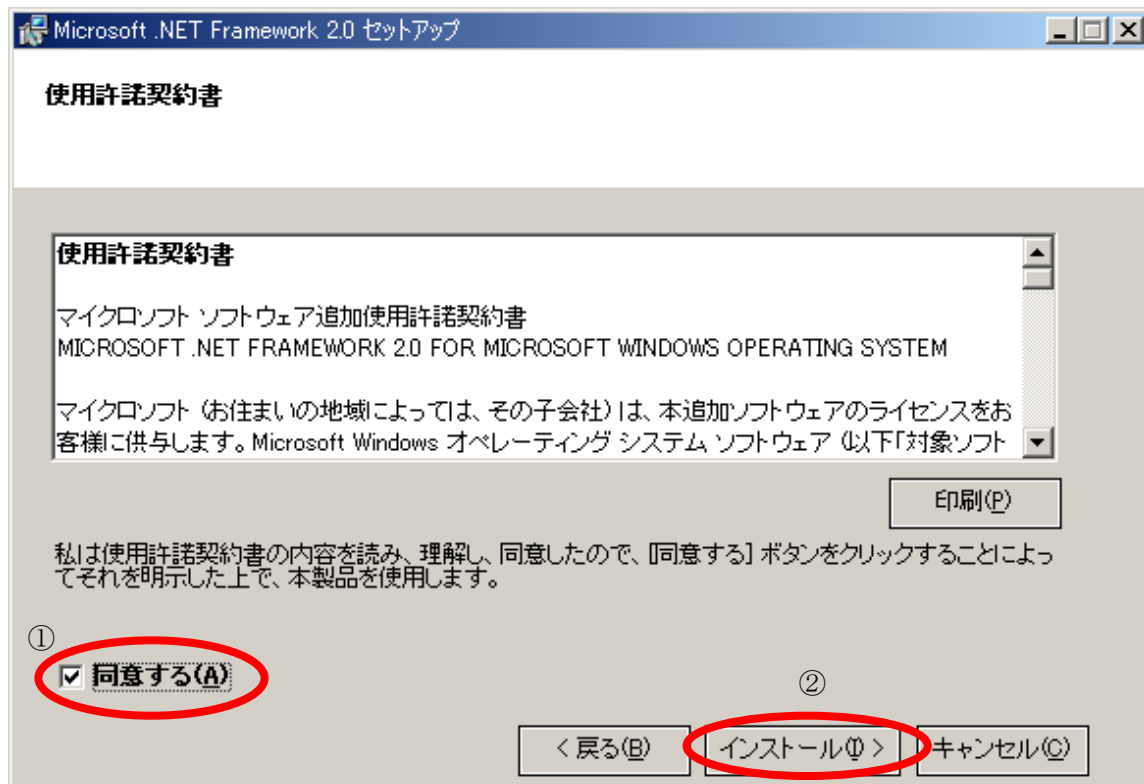 Microsoft .NET Framework 2.0 セットアップ
使用許諾契約書
使用許諾契約書
マイクロソフト ソフトウェア追加使用許諾契約書
MICROSOFT .NET FRAMEWORK 2.0 FOR MICROSOFT WINDOWS OPERATING SYSTEM
マイクロソフト (お住まいの地域によっては、その子会社) は、本追加ソフトウェアのライセンスをお
客様に供与します。Microsoft Windows オペレーティング システム ソフトウェア (以下「対象ソフト
印刷(P)
私は使用許諾契約書の内容を読み、理解し、同意したので、[同意する] ボタンをクリックすることによっ
てそれを明示した上で、本製品を使用します。
①
同意する(A)
②
< 戻る(B)
インストール(I) >
キャンセル(C)